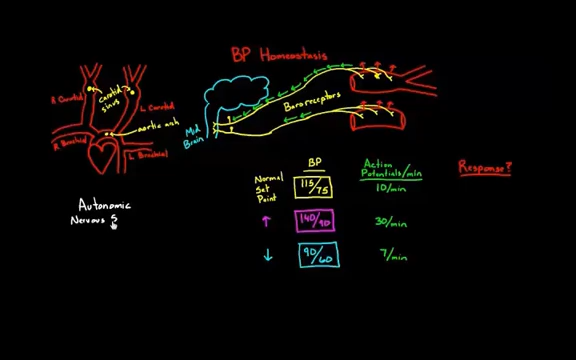 BP Homeostasis
R Carotid
carotid
sinus
L Carotid
aortic arch
R Brachial
L Brachial
Mid
Brain
Baroreceptors
Normal
Set
Point
BP
115/75
Action
Potentials/min
10/min
Response?
↑
140/90
30/min
↓
90/60
7/min
Autonomic
Nervous S